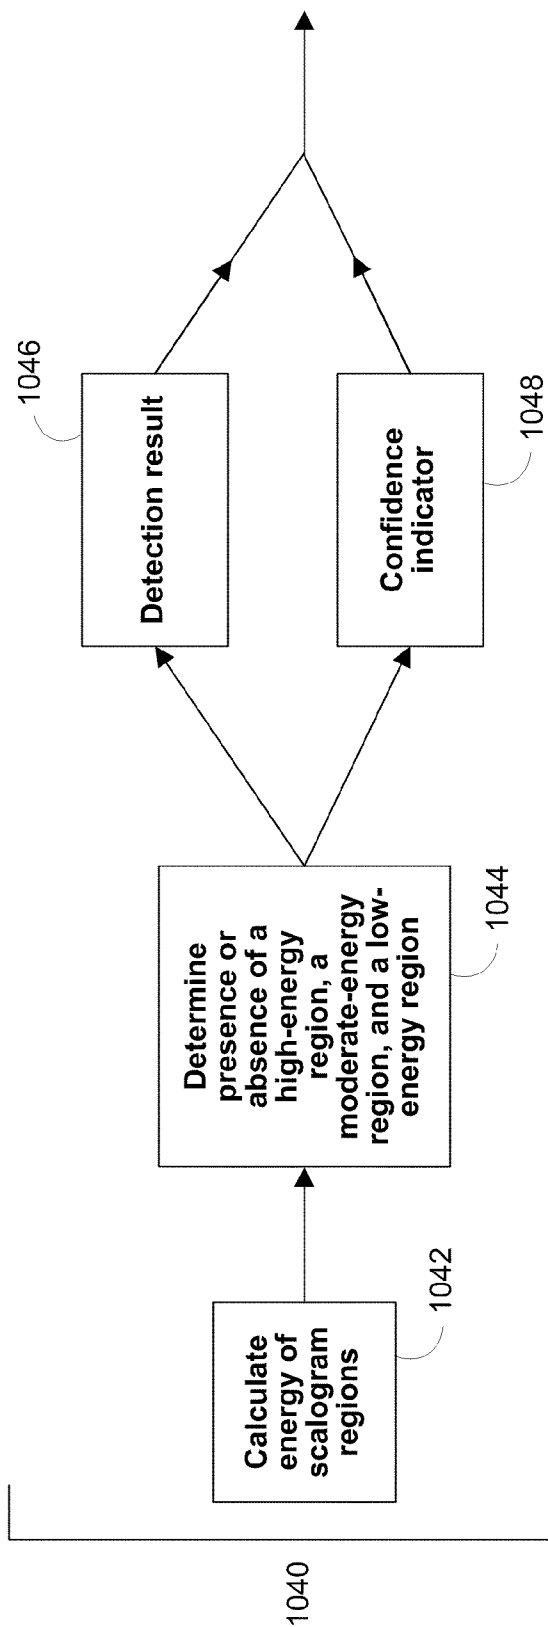 1040
Calculate
energy of
scalogram
regions
1042
Determine
presence or
absence of a
high-energy
region, a
moderate-energy
region, and a low-
energy region
1044
Detection result
1046
Confidence
indicator
1048